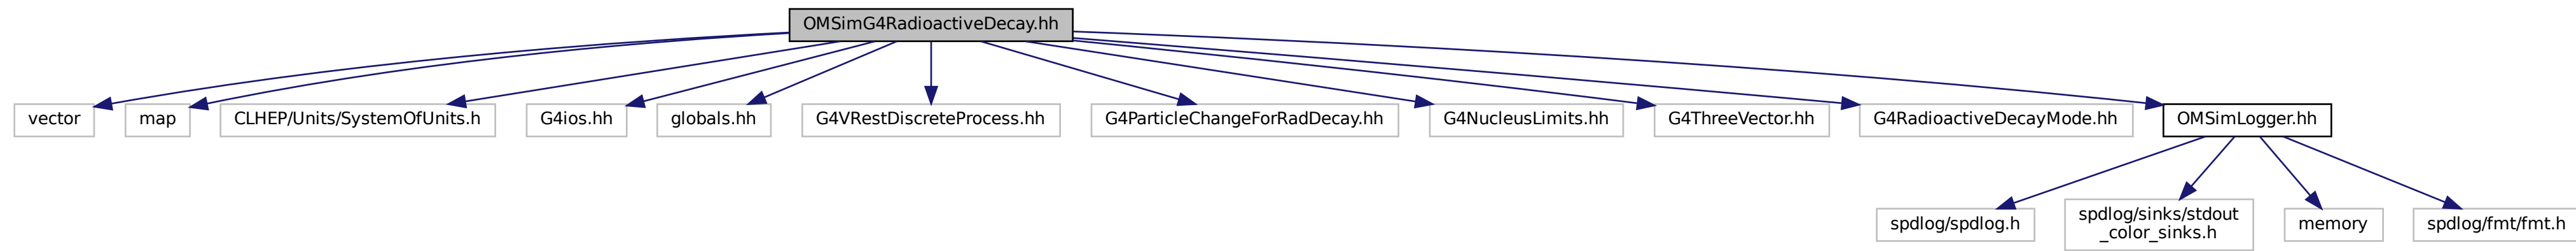 OMSimG4RadioactiveDecay.hh
vector
map
CLHEP/Units/SystemOfUnits.h
G4ios.hh
globals.hh
G4VRestDiscreteProcess.hh
G4ParticleChangeForRadDecay.hh
G4NucleusLimits.hh
G4ThreeVector.hh
G4RadioactiveDecayMode.hh
OMSimLogger.hh
spdlog/spdlog.h
spdlog/sinks/stdout
_color_sinks.h
memory
spdlog/fmt/fmt.h